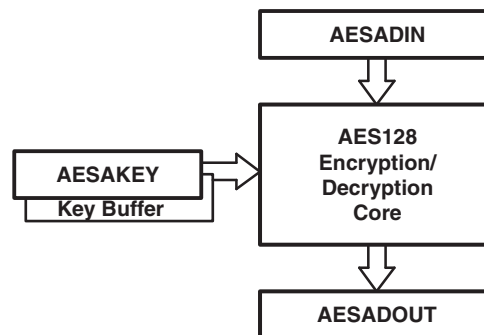 AESADIN
AES128
Encryption/
Decryption
Core
AESAKEY
Key Buffer
AESADOUT